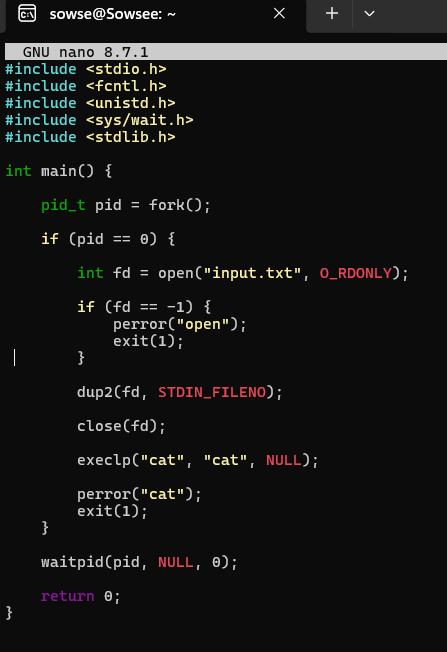 sowse@Sowsee: ~
GNU nano 8.7.1
#include <stdio.h>
#include <fcntl.h>
#include <unistd.h>
#include <sys/wait.h>
#include <stdlib.h>
int main() {
pid_t pid = fork();
if (pid == 0) {
int fd = open("input.txt", O_RDONLY);
if (fd == -1) {
perror("open");
exit(1);
}
dup2(fd, STDIN_FILENO);
close(fd);
execlp("cat", "cat", NULL);
perror("cat");
exit(1);
}
waitpid(pid, NULL, 0);
return 0;
}